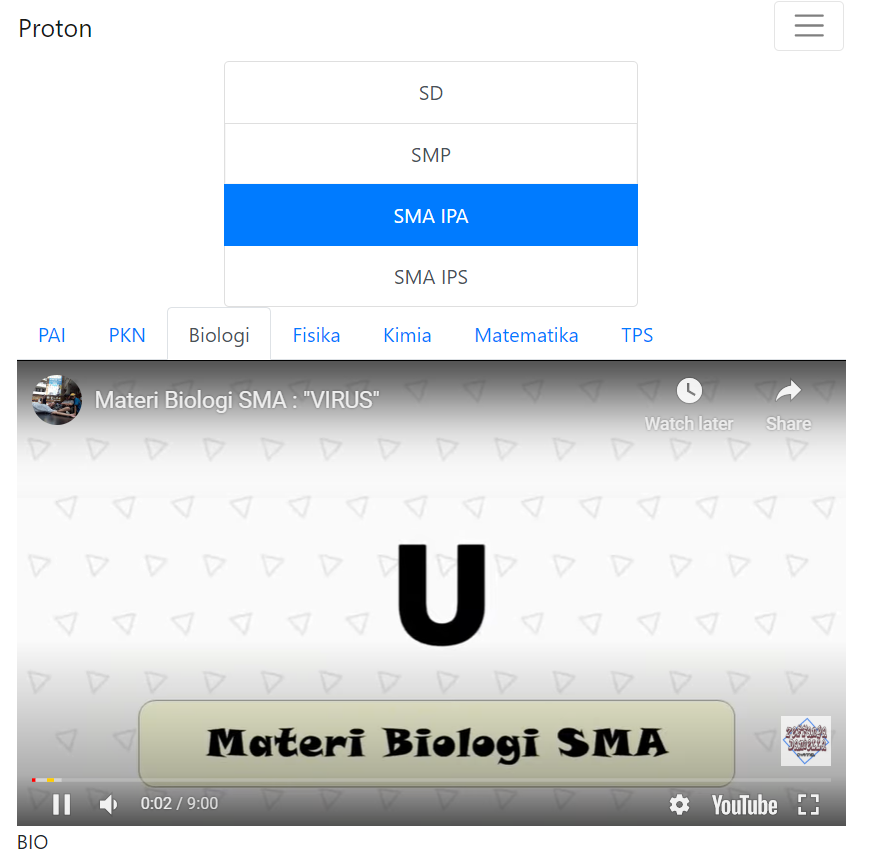 Proton
SD
SMP
SMA IPA
SMA IPS
PAI PKN Biologi Fisika Kimia Matematika TPS
Materi Biologi SMA : "VIRUS"
Watch later Share
U
Materi Biologi SMA
0:02 / 9:00
YouTube
BIO